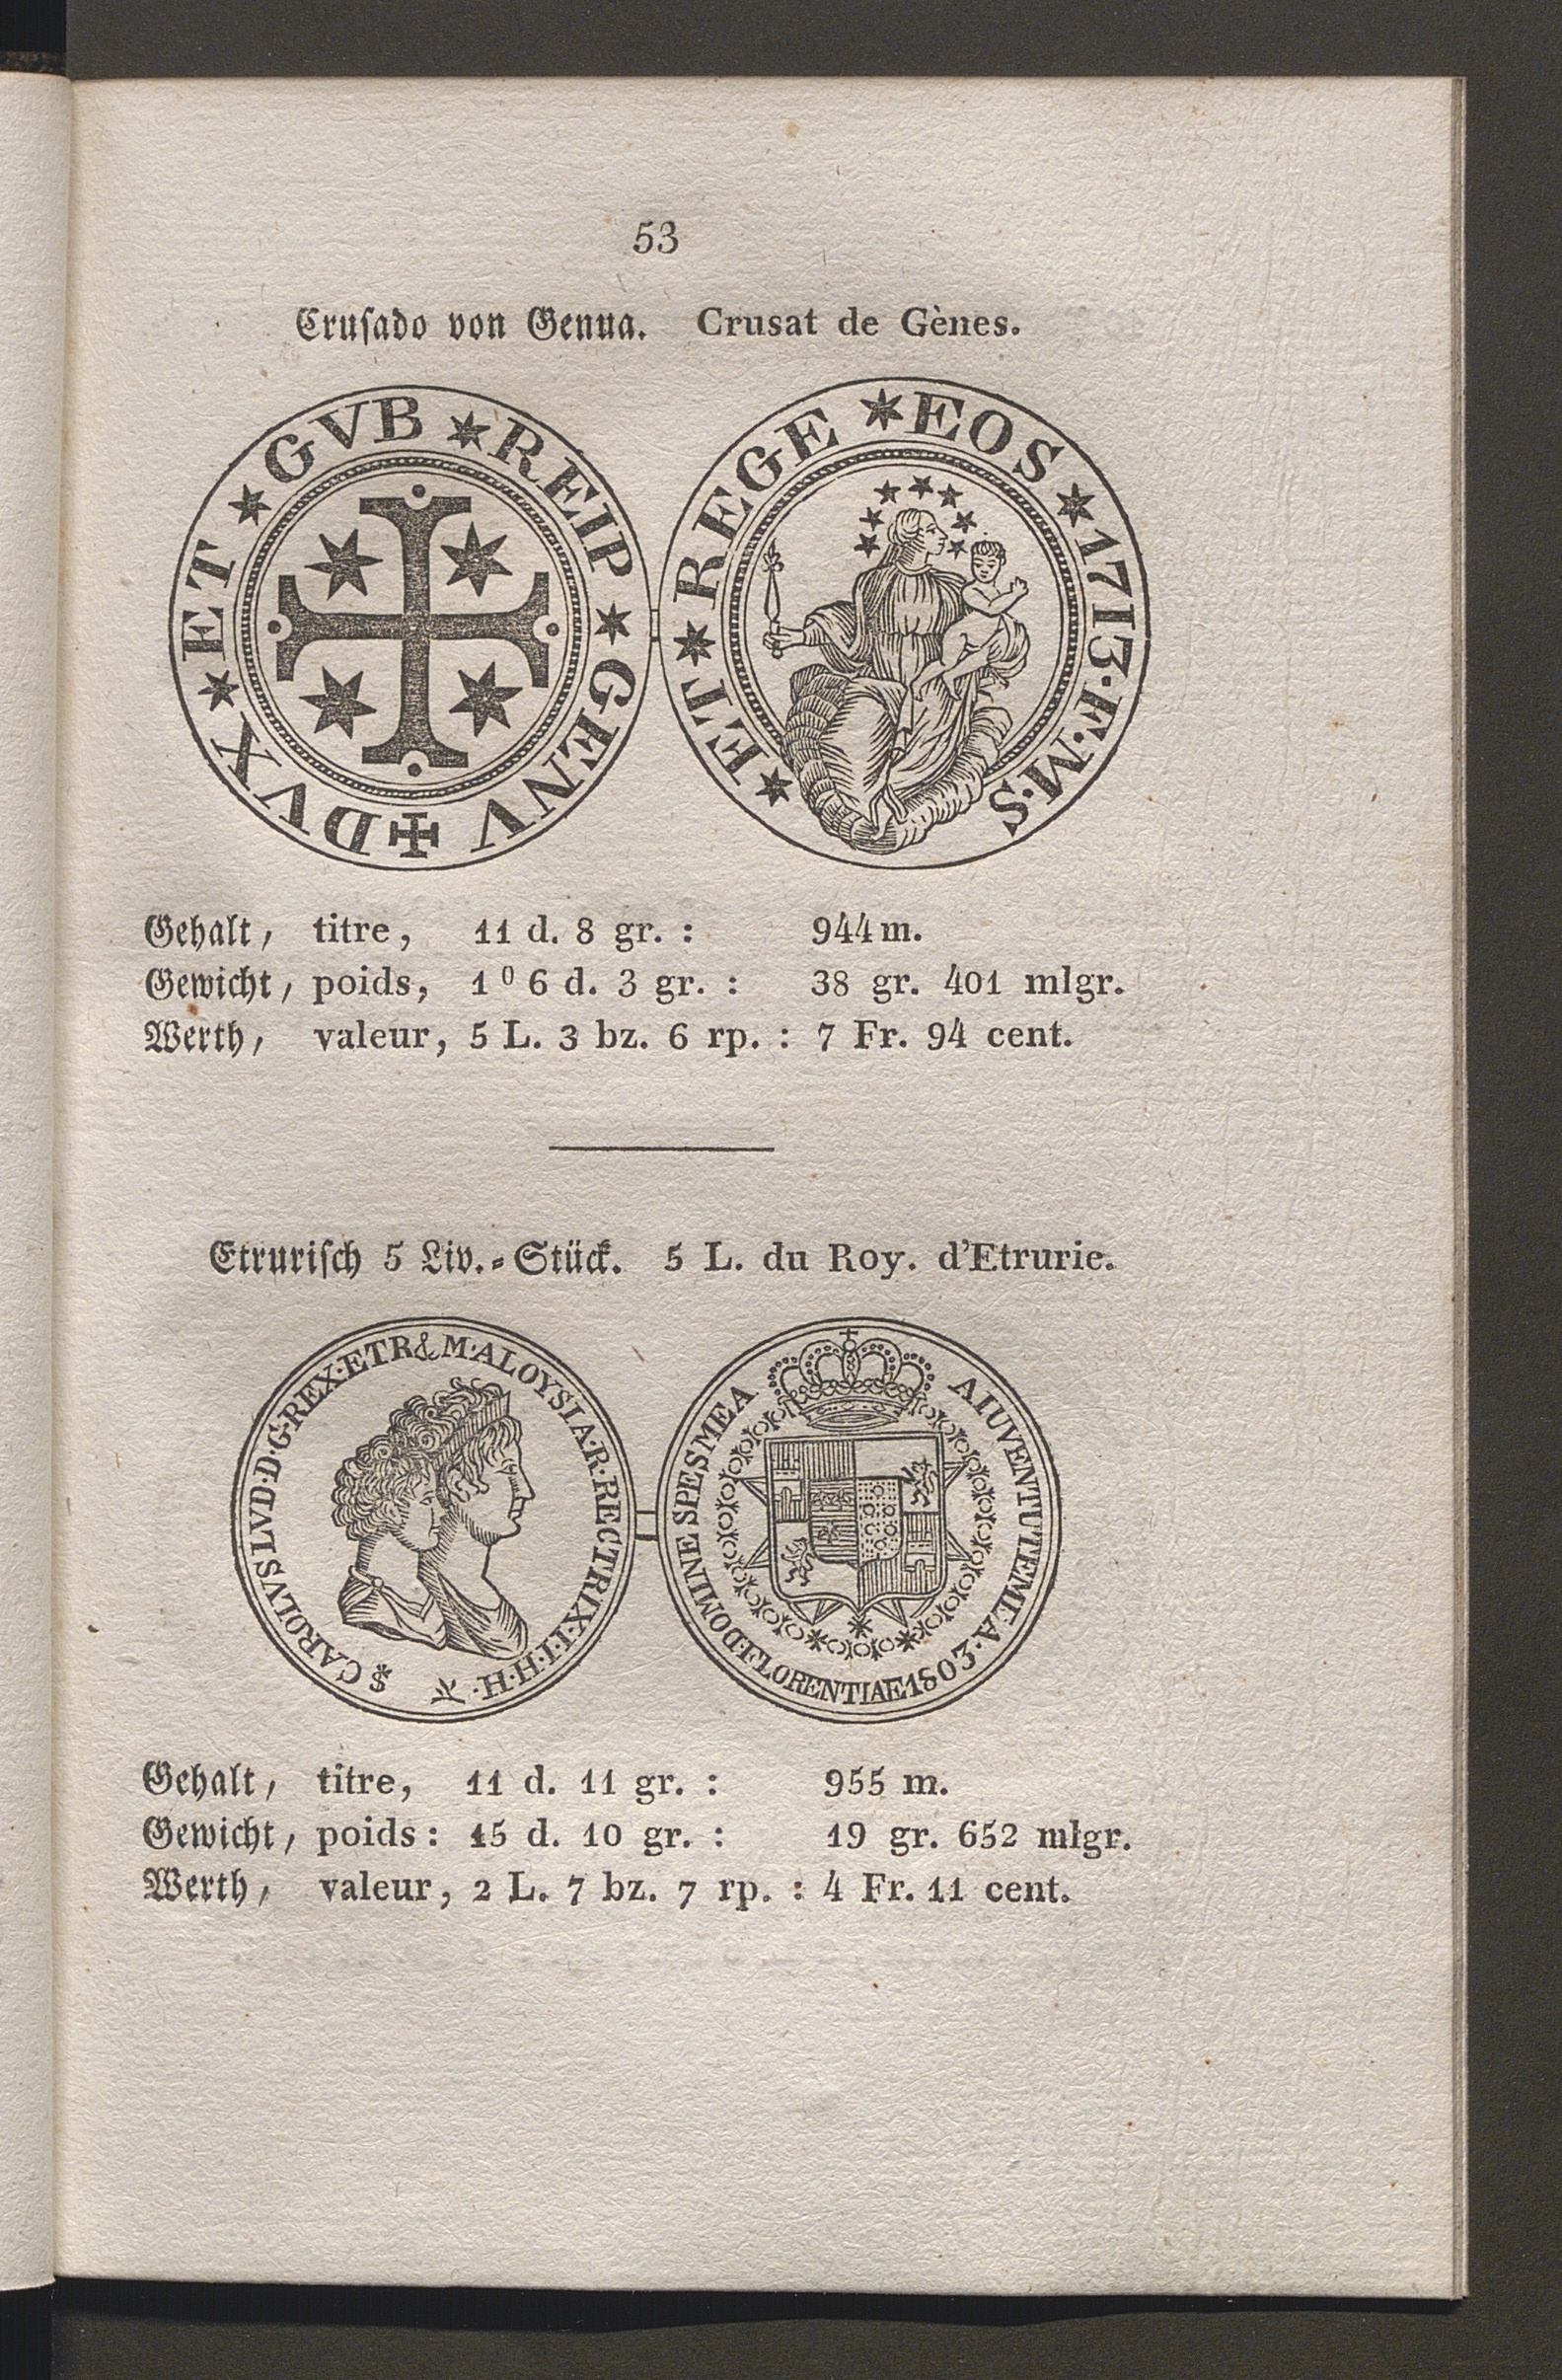 53
Crusado von Genua. Crusat de Gènes.
✠ DVX * ET * GVB * REIP * GENV
* ET * REGE * EOS * 1713 · F · M · S
Gehalt, titre, 11 d. 8 gr. : 944 m.
Gewicht, poids, 1⁰ 6 d. 3 gr. : 38 gr. 401 mlgr.
Werth, valeur, 5 L. 3 bz. 6 rp. : 7 Fr. 94 cent.
Etrurisch 5 Liv.-Stück. 5 L. du Roy. d'Etrurie.
CAROLVS LVD·D·G·REX·ETR & M·ALOYSIA·R·RECTRIX·I·I·H·H·
DOMINE SPES MEA A IUVENTUTE MEA·
FLORENTIAE 1803·
Gehalt, titre, 11 d. 11 gr. : 955 m.
Gewicht, poids : 15 d. 10 gr. : 19 gr. 652 mlgr.
Werth, valeur, 2 L. 7 bz. 7 rp. : 4 Fr. 11 cent.